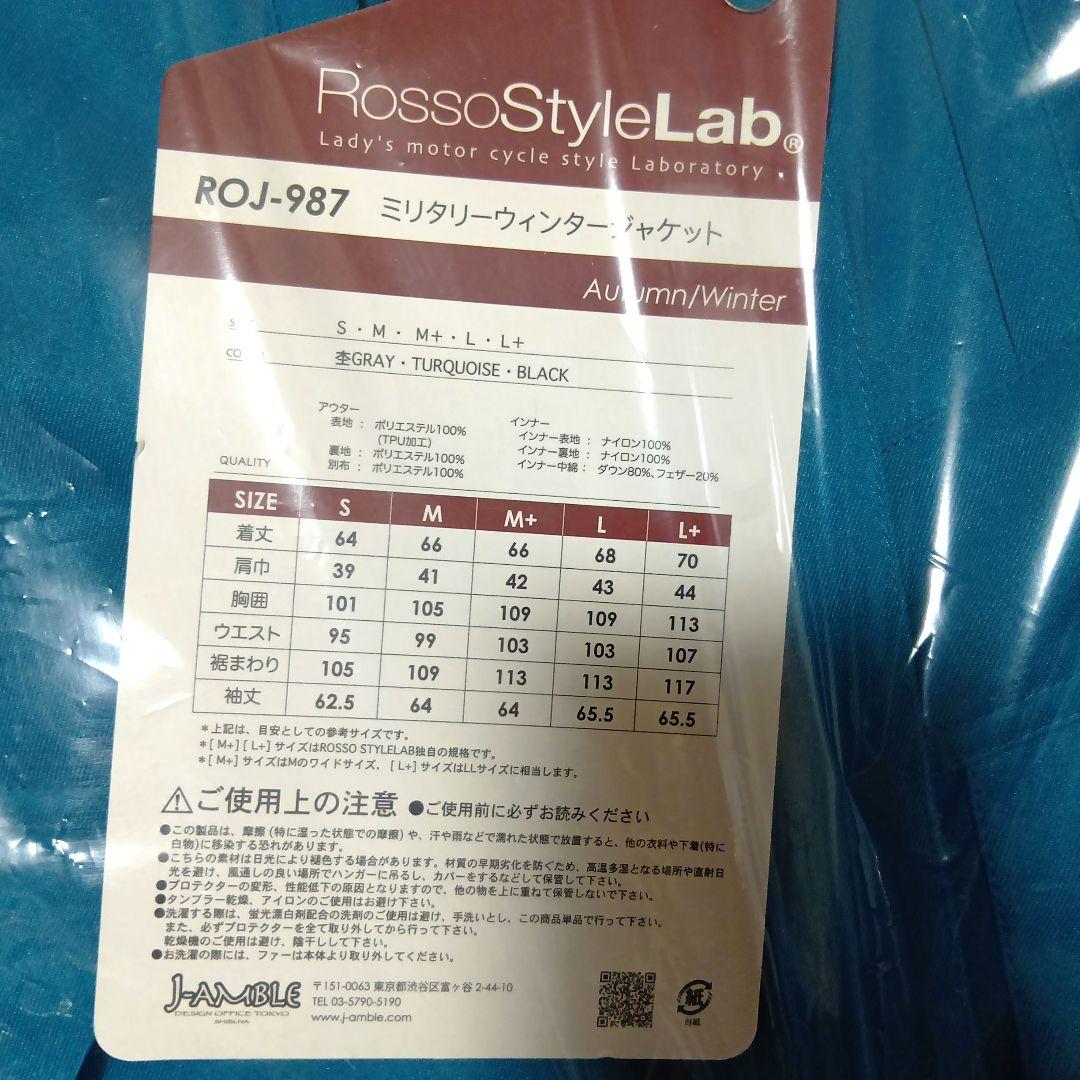 RossoStyleLab®
Lady's motor cycle style Laboratory .
ROJ-987 ミリタリーウィンタージャケット
Autumn/Winter
S・M・M+・L・L+
杢GRAY・TURQUOISE・BLACK
QUALITY
アウター
表地 : ポリエステル100%
(TPU加工)
裏地 : ポリエステル100%
別布 : ポリエステル100%
インナー
インナー表地 : ナイロン100%
インナー裏地 : ナイロン100%
インナー中綿 : ダウン80%、フェザー20%
SIZE S M M+ L L+
着丈 64 66 66 68 70
肩巾 39 41 42 43 44
胸囲 101 105 109 109 113
ウエスト 95 99 103 103 107
裾まわり 105 109 113 113 117
袖丈 62.5 64 64 65.5 65.5
*上記は、目安としての参考サイズです。
*[ M+] [ L+] サイズはROSSO STYLELAB独自の規格です。
*[ M+] サイズはMのワイドサイズ、 [ L+] サイズはLLサイズに相当します。
⚠ご使用上の注意 ●ご使用前に必ずお読みください
●この製品は、摩擦 (特に湿った状態での摩擦) や、汗や雨などで濡れた状態で放置すると、他の衣料や下着(特に
白物)に移染する恐れがあります。
●こちらの素材は日光により褪色する場合があります。材質の早期劣化を防ぐため、高温多湿となる場所や直射日
光を避け、風通しの良い場所でハンガーに吊るし、カバーをするなどして保管して下さい。
●プロテクターの変形、性能低下の原因となりますので、他の物を上に重ねて保管しないで下さい。
●タンブラー乾燥、アイロンのご使用はお避け下さい。
●洗濯する際は、蛍光漂白剤配合の洗剤のご使用は避け、手洗いとし、この商品単品で行って下さい。
また、必ずプロテクターを全て取り外してから行って下さい。
乾燥機のご使用は避け、陰干しして下さい。
●お洗濯の際には、ファーは本体より取り外してください。
J-AMBLE
DESIGN OFFICE TOKYO
SHIBUYA
〒151-0063 東京都渋谷区富ヶ谷 2-44-10
TEL 03-5790-5190
www.j-amble.com
紙
台紙